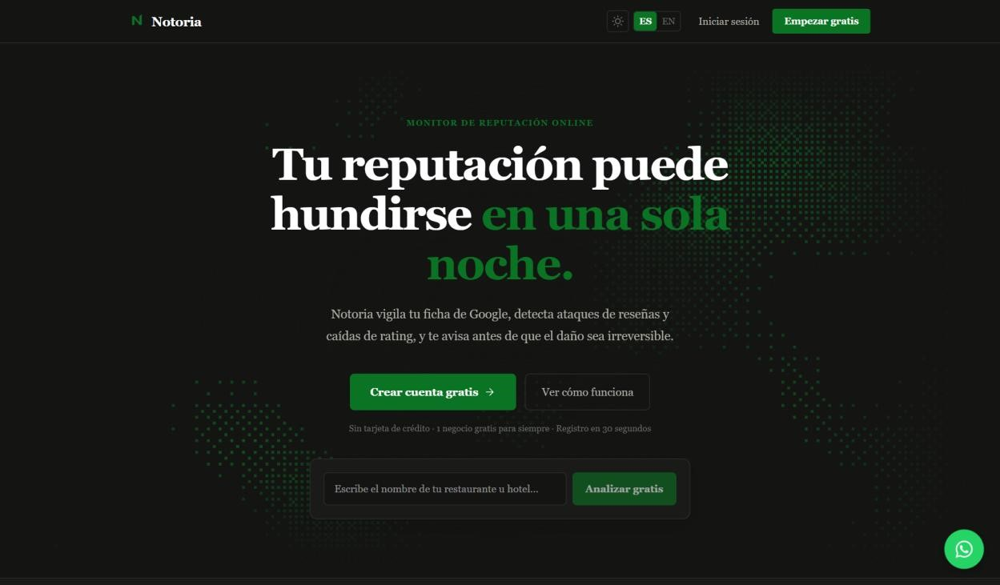 Notoria
ES EN
Iniciar sesión
Empezar gratis
MONITOR DE REPUTACIÓN ONLINE
Tu reputación puede
hundirse en una sola
noche.
Notoria vigila tu ficha de Google, detecta ataques de reseñas y
caídas de rating, y te avisa antes de que el daño sea irreversible.
Crear cuenta gratis →
Ver cómo funciona
Sin tarjeta de crédito · 1 negocio gratis para siempre · Registro en 30 segundos
Escribe el nombre de tu restaurante u hotel...
Analizar gratis